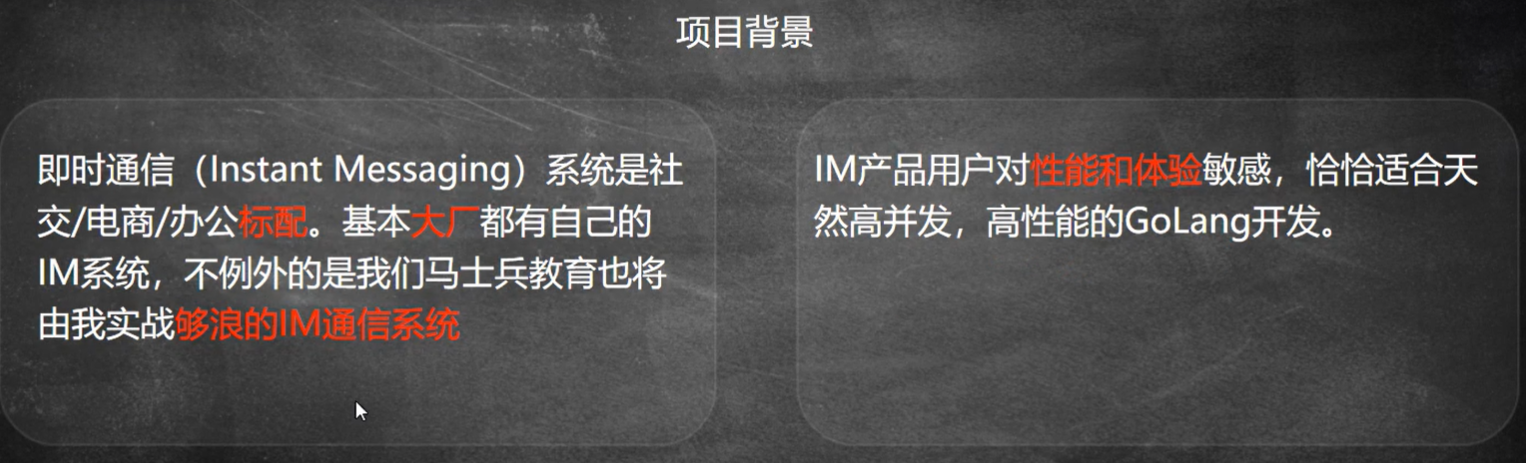 项目背景
即时通信（Instant Messaging）系统是社
交/电商/办公标配。基本大厂都有自己的
IM系统，不例外的是我们马士兵教育也将
由我实战够浪的IM通信系统
IM产品用户对性能和体验敏感，恰恰适合天
然高并发，高性能的GoLang开发。